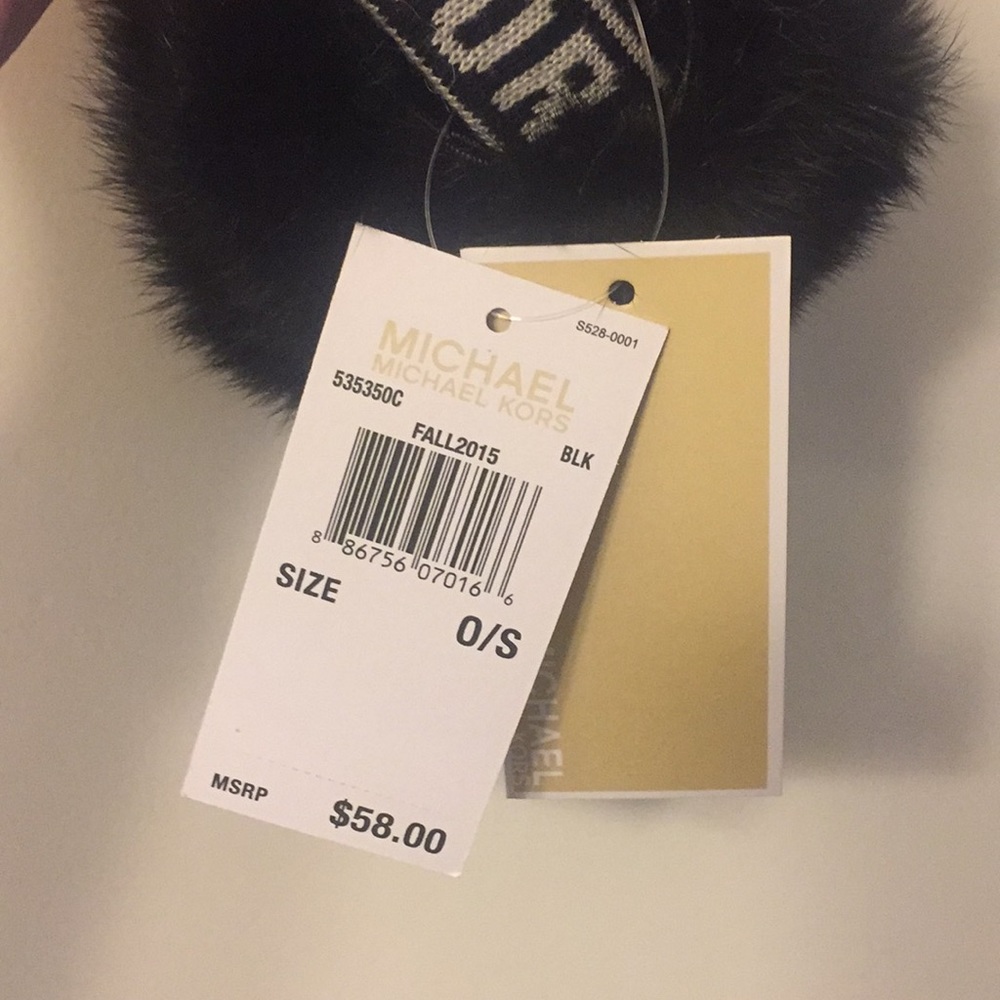 S528-0001
MICHAEL
MICHAEL KORS
535350C
FALL2015
BLK
8 86756 07016 6
SIZE
O/S
MSRP
$58.00
MICHAEL
KORS